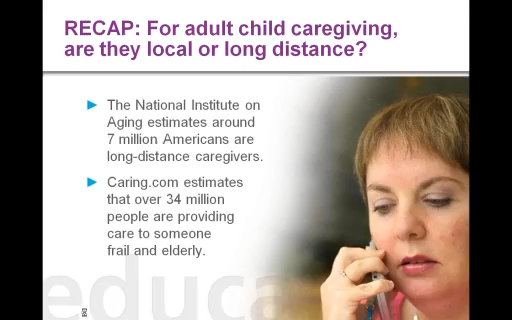 RECAP: For adult child caregiving,
are they local or long distance?
► The National Institute on
Aging estimates around
7 million Americans are
long-distance caregivers.
► Caring.com estimates
that over 34 million
people are providing
care to someone
frail and elderly.
educa